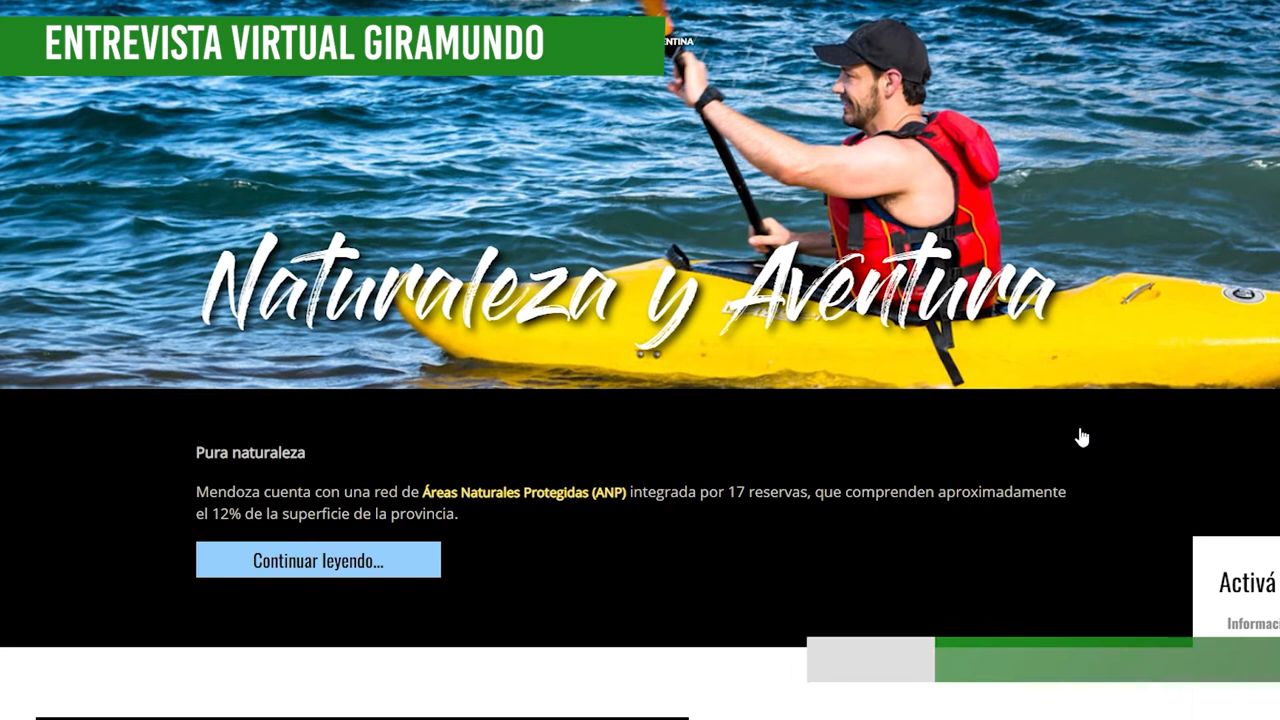 ENTREVISTA VIRTUAL GIRAMUNDO
Naturaleza y Aventura
Pura naturaleza
Mendoza cuenta con una red de Áreas Naturales Protegidas (ANP) integrada por 17 reservas, que comprenden aproximadamente
el 12% de la superficie de la provincia.
Continuar leyendo...
Activá